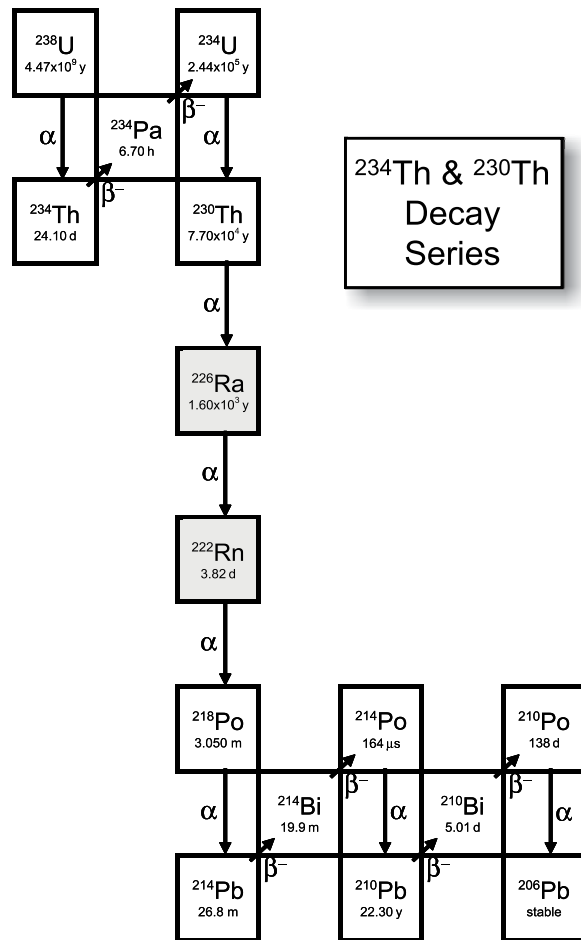 ²³⁸U
4.47x10⁹ y
²³⁴U
2.44x10⁵ y
α
²³⁴Pa
6.70 h
β⁻
α
β⁻
²³⁴Th
24.10 d
²³⁰Th
7.70x10⁴ y
²³⁴Th & ²³⁰Th
Decay
Series
α
²²⁶Ra
1.60x10³ y
α
²²²Rn
3.82 d
α
²¹⁸Po
3.050 m
²¹⁴Po
164 µs
²¹⁰Po
138 d
α
²¹⁴Bi
19.9 m
β⁻
α
²¹⁰Bi
5.01 d
β⁻
α
β⁻
β⁻
²¹⁴Pb
26.8 m
²¹⁰Pb
22.30 y
²⁰⁶Pb
stable